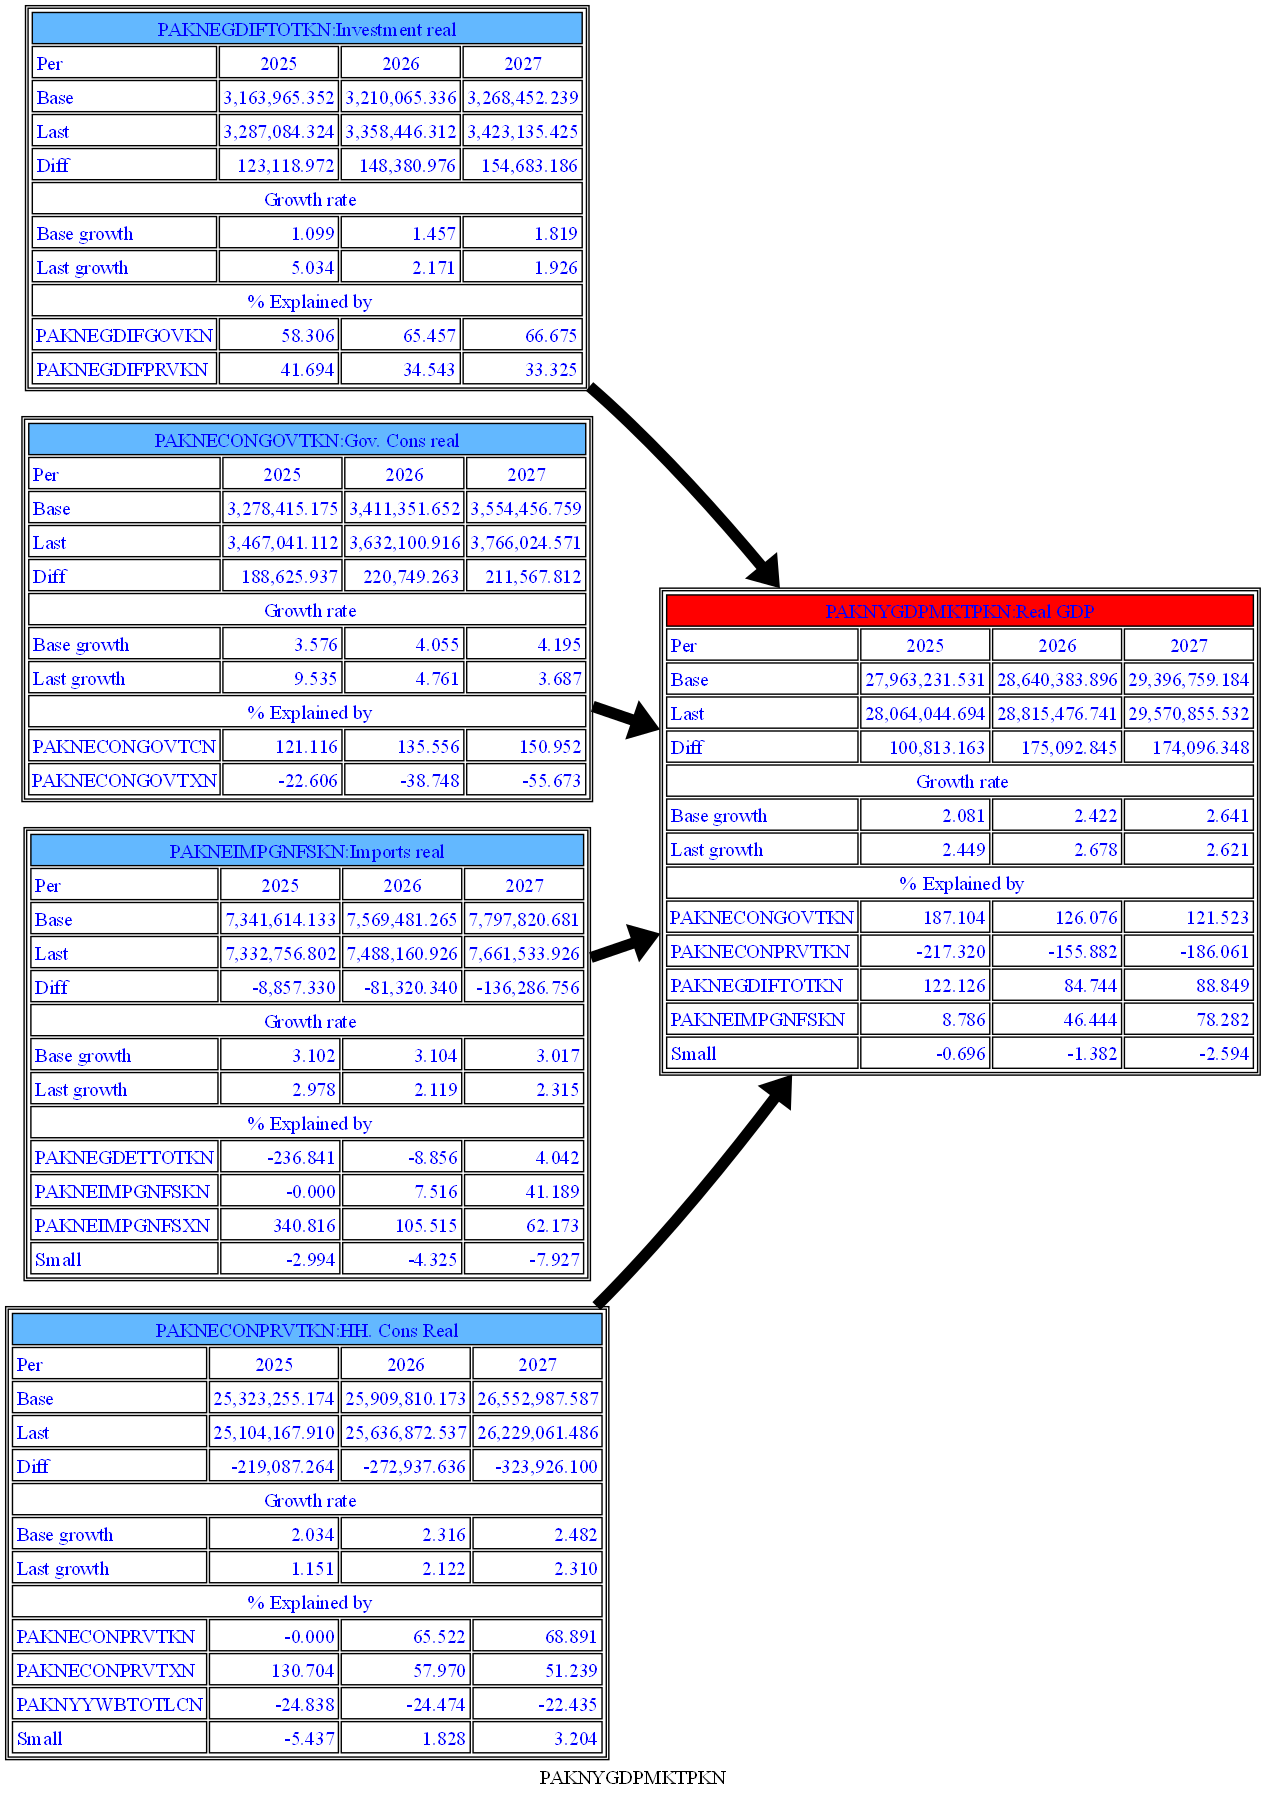 PAKNEGDIFTOTKN:Investment real
Per 2025 2026 2027
Base 3,163,965.352 3,210,065.336 3,268,452.239
Last 3,287,084.324 3,358,446.312 3,423,135.425
Diff 123,118.972 148,380.976 154,683.186
Growth rate
Base growth 1.099 1.457 1.819
Last growth 5.034 2.171 1.926
% Explained by
PAKNEGDIFGOVKN 58.306 65.457 66.675
PAKNEGDIFPRVKN 41.694 34.543 33.325
PAKNECONGOVTKN:Gov. Cons real
Per 2025 2026 2027
Base 3,278,415.175 3,411,351.652 3,554,456.759
Last 3,467,041.112 3,632,100.916 3,766,024.571
Diff 188,625.937 220,749.263 211,567.812
Growth rate
Base growth 3.576 4.055 4.195
Last growth 9.535 4.761 3.687
% Explained by
PAKNECONGOVTCN 121.116 135.556 150.952
PAKNECONGOVTXN -22.606 -38.748 -55.673
PAKNEIMPGNFSKN:Imports real
Per 2025 2026 2027
Base 7,341,614.133 7,569,481.265 7,797,820.681
Last 7,332,756.802 7,488,160.926 7,661,533.926
Diff -8,857.330 -81,320.340 -136,286.756
Growth rate
Base growth 3.102 3.104 3.017
Last growth 2.978 2.119 2.315
% Explained by
PAKNEGDETTOTKN -236.841 -8.856 4.042
PAKNEIMPGNFSKN -0.000 7.516 41.189
PAKNEIMPGNFSXN 340.816 105.515 62.173
Small -2.994 -4.325 -7.927
PAKNECONPRVTKN:HH. Cons Real
Per 2025 2026 2027
Base 25,323,255.174 25,909,810.173 26,552,987.587
Last 25,104,167.910 25,636,872.537 26,229,061.486
Diff -219,087.264 -272,937.636 -323,926.100
Growth rate
Base growth 2.034 2.316 2.482
Last growth 1.151 2.122 2.310
% Explained by
PAKNECONPRVTKN -0.000 65.522 68.891
PAKNECONPRVTXN 130.704 57.970 51.239
PAKNYYWBTOTLCN -24.838 -24.474 -22.435
Small -5.437 1.828 3.204
PAKNYGDPMKTPKN:Real GDP
Per 2025 2026 2027
Base 27,963,231.531 28,640,383.896 29,396,759.184
Last 28,064,044.694 28,815,476.741 29,570,855.532
Diff 100,813.163 175,092.845 174,096.348
Growth rate
Base growth 2.081 2.422 2.641
Last growth 2.449 2.678 2.621
% Explained by
PAKNECONGOVTKN 187.104 126.076 121.523
PAKNECONPRVTKN -217.320 -155.882 -186.061
PAKNEGDIFTOTKN 122.126 84.744 88.849
PAKNEIMPGNFSKN 8.786 46.444 78.282
Small -0.696 -1.382 -2.594
PAKNYGDPMKTPKN